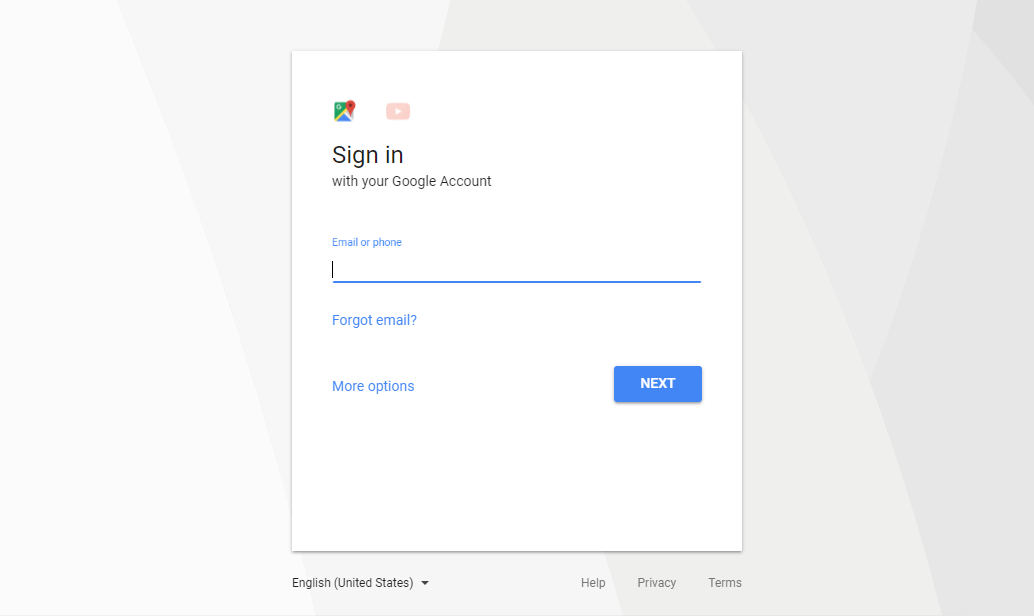 Sign in
with your Google Account
Email or phone
Forgot email?
More options
NEXT
English (United States)
Help
Privacy
Terms